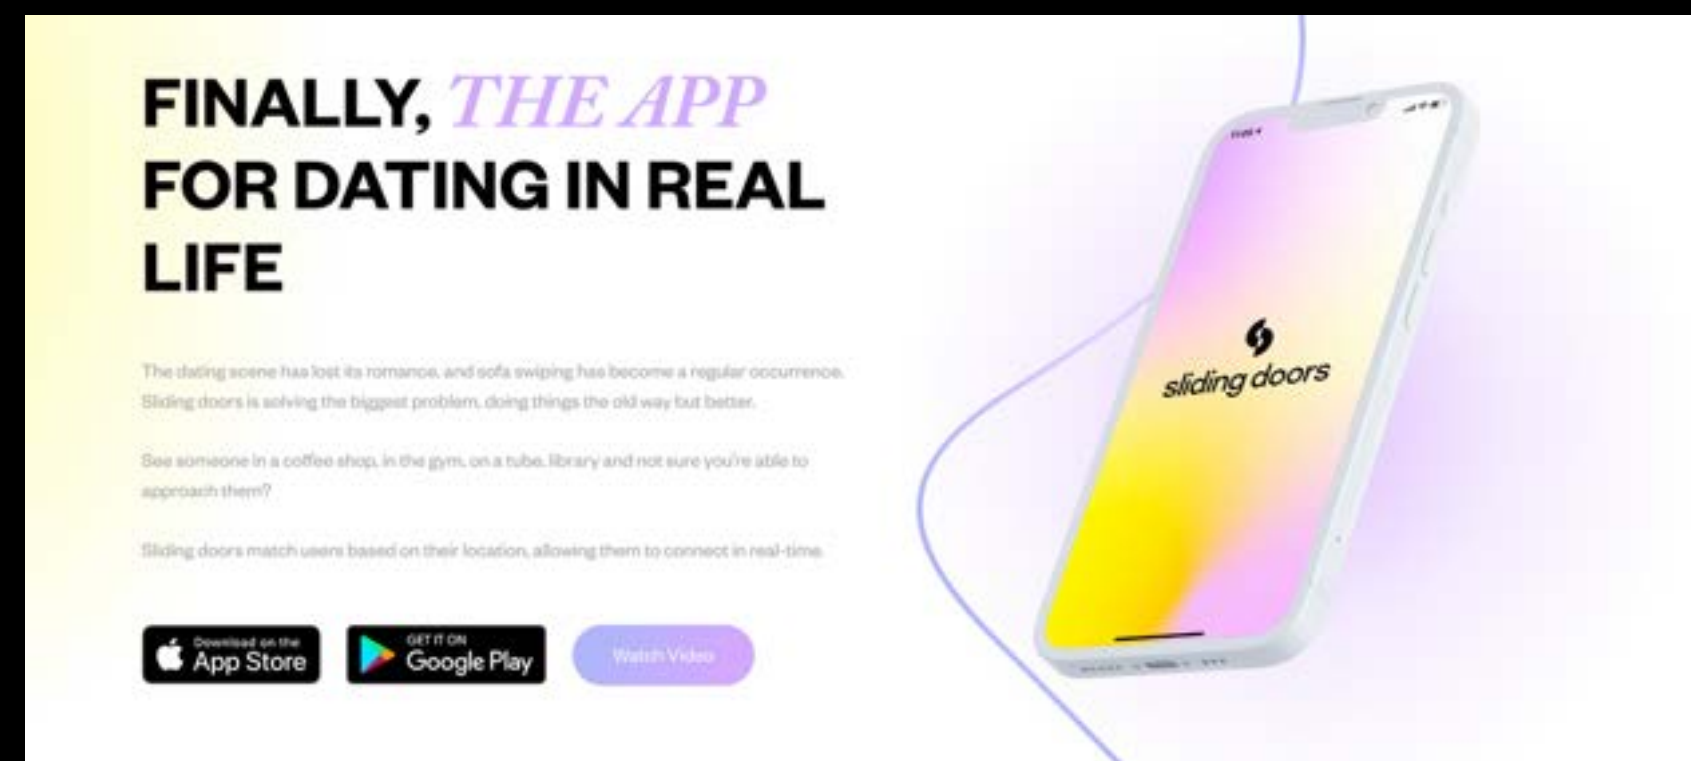 FINALLY, THE APP
FOR DATING IN REAL
LIFE
The dating scene has lost its romance, and sofa swiping has become a regular occurrence.
Sliding doors is solving the biggest problem, doing things the old way but better.
See someone in a coffee shop, in the gym, on a tube, library and not sure you're able to
approach them?
Sliding doors match users based on their location, allowing them to connect in real-time.
Download on the
App Store
GET IT ON
Google Play
Watch Video
sliding doors